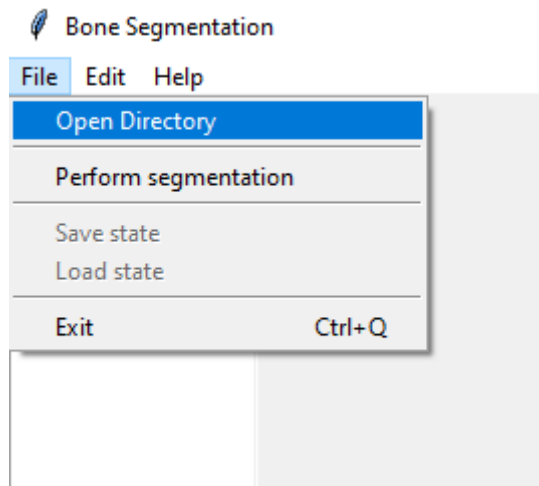 Bone Segmentation
File Edit Help
Open Directory
Perform segmentation
Save state
Load state
Exit Ctrl+Q